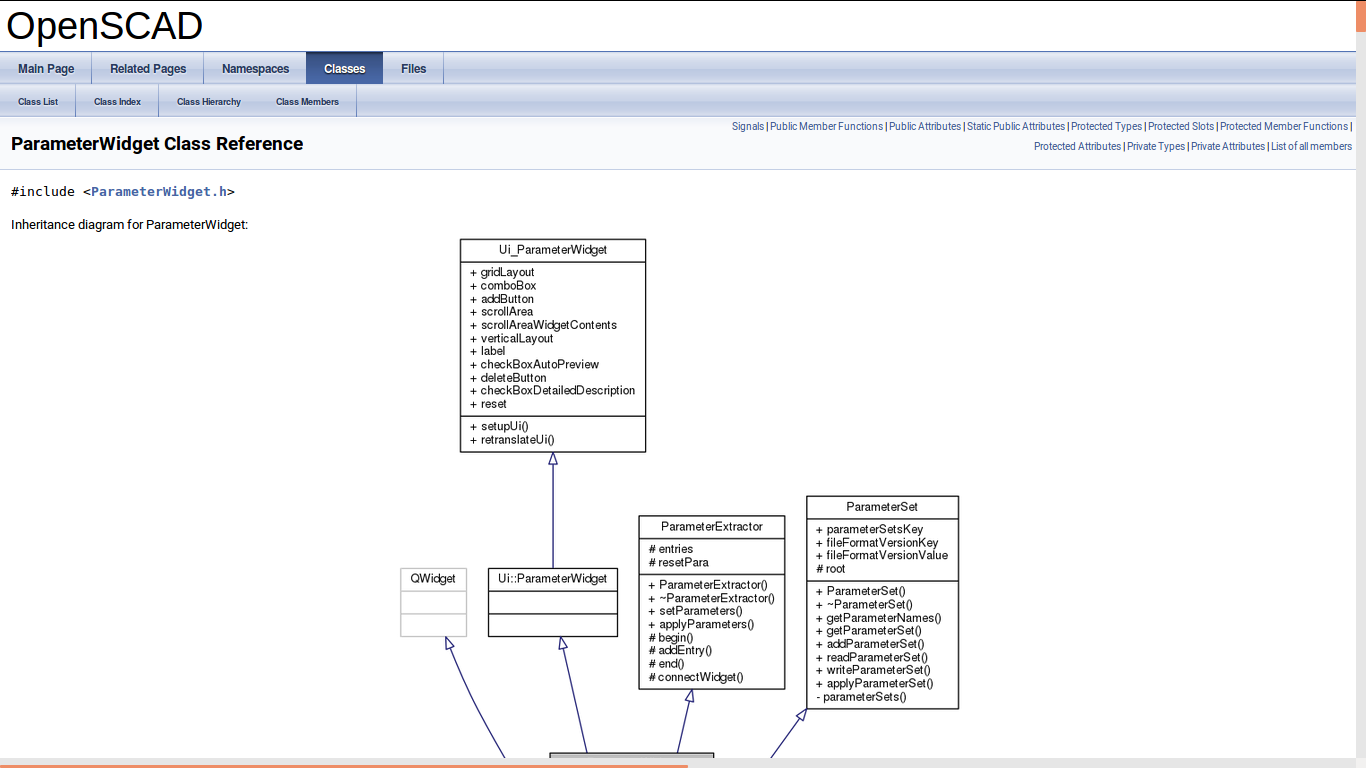 OpenSCAD
Main Page Related Pages Namespaces Classes Files
Class List Class Index Class Hierarchy Class Members
Signals | Public Member Functions | Public Attributes | Static Public Attributes | Protected Types | Protected Slots | Protected Member Functions |
Protected Attributes | Private Types | Private Attributes | List of all members
ParameterWidget Class Reference
#include <ParameterWidget.h>
Inheritance diagram for ParameterWidget:
Ui_ParameterWidget
+ gridLayout
+ comboBox
+ addButton
+ scrollArea
+ scrollAreaWidgetContents
+ verticalLayout
+ label
+ checkBoxAutoPreview
+ deleteButton
+ checkBoxDetailedDescription
+ reset
+ setupUi()
+ retranslateUi()
QWidget
Ui::ParameterWidget
ParameterExtractor
# entries
# resetPara
+ ParameterExtractor()
+ ~ParameterExtractor()
+ setParameters()
+ applyParameters()
# begin()
# addEntry()
# end()
# connectWidget()
ParameterSet
+ parameterSetsKey
+ fileFormatVersionKey
+ fileFormatVersionValue
# root
+ ParameterSet()
+ ~ParameterSet()
+ getParameterNames()
+ getParameterSet()
+ addParameterSet()
+ readParameterSet()
+ writeParameterSet()
+ applyParameterSet()
- parameterSets()